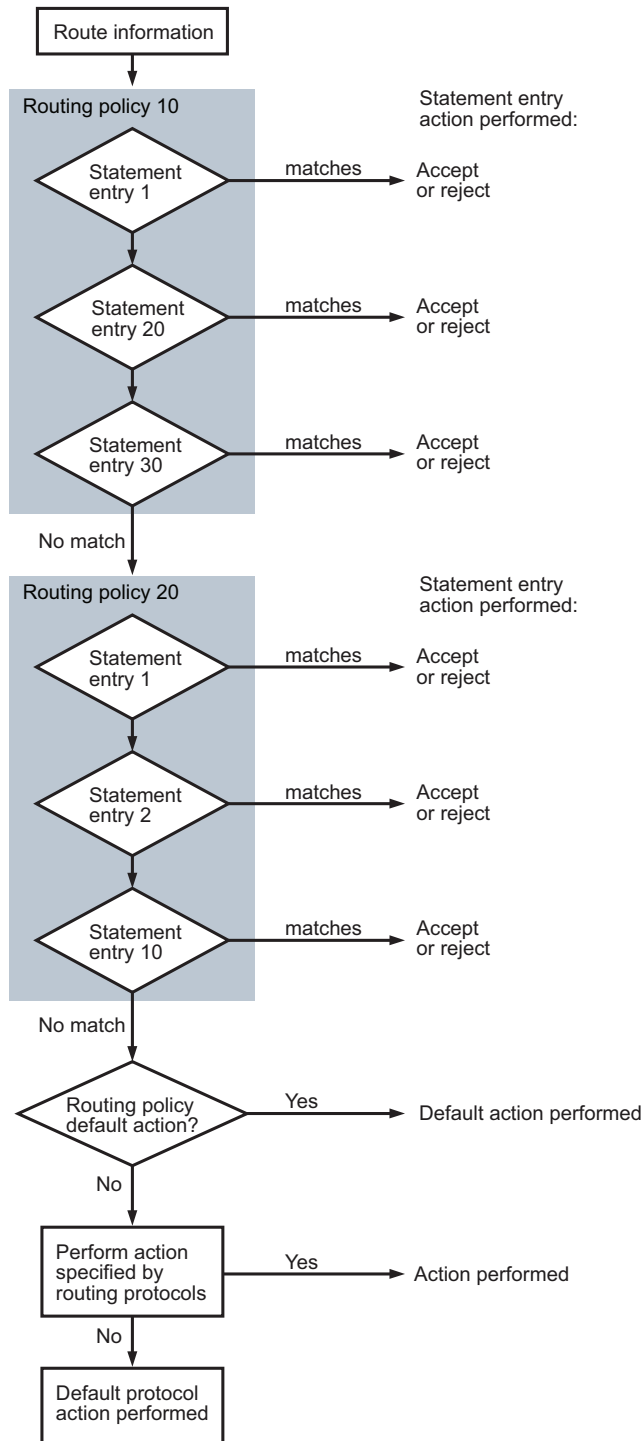 Route information
Routing policy 10
Statement entry
action performed:
Statement
entry 1
matches
Accept
or reject
Statement
entry 20
matches
Accept
or reject
Statement
entry 30
matches
Accept
or reject
No match
Routing policy 20
Statement entry
action performed:
Statement
entry 1
matches
Accept
or reject
Statement
entry 2
matches
Accept
or reject
Statement
entry 10
matches
Accept
or reject
No match
Routing policy
default action?
Yes
Default action performed
No
Perform action
specified by
routing protocols
Yes
Action performed
No
Default protocol
action performed